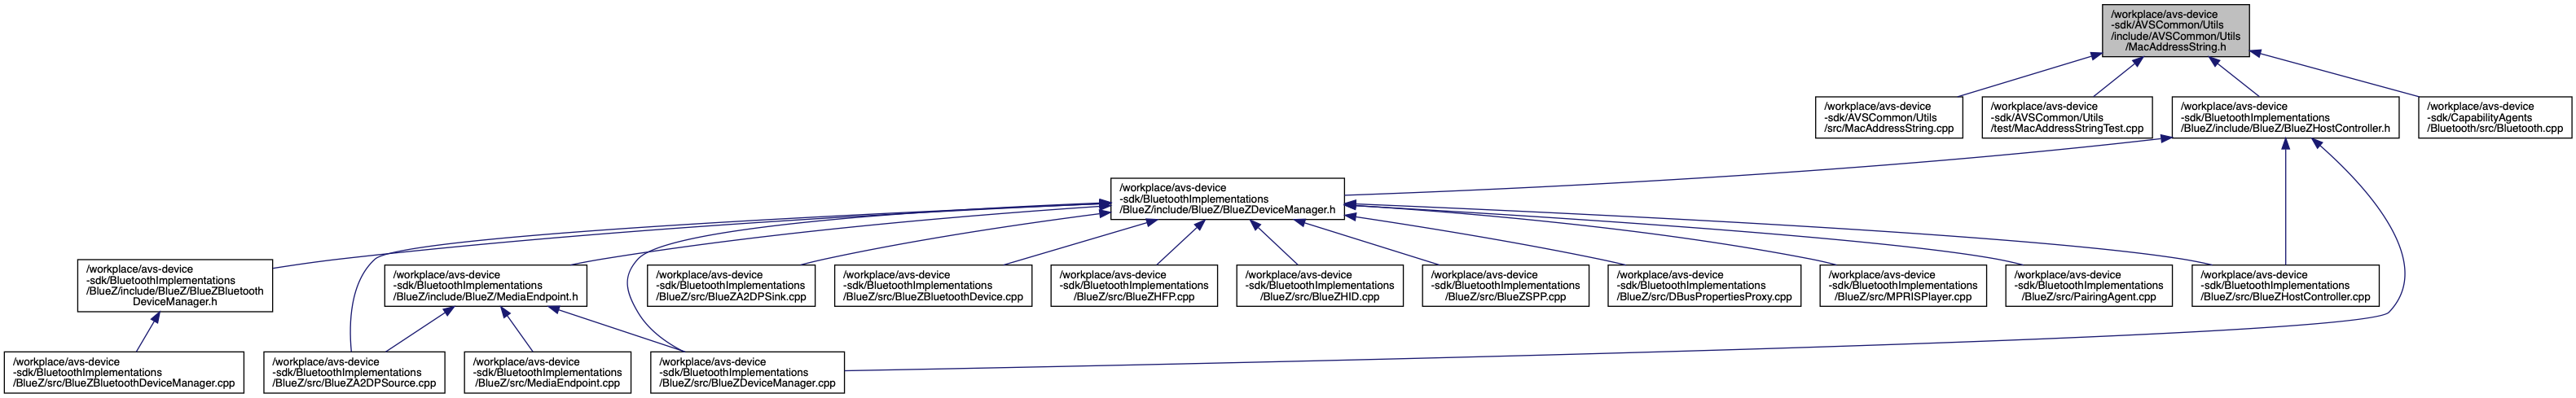 /workplace/avs-device
-sdk/AVSCommon/Utils
/include/AVSCommon/Utils
/MacAddressString.h
/workplace/avs-device
-sdk/AVSCommon/Utils
/src/MacAddressString.cpp
/workplace/avs-device
-sdk/AVSCommon/Utils
/test/MacAddressStringTest.cpp
/workplace/avs-device
-sdk/BluetoothImplementations
/BlueZ/include/BlueZ/BlueZHostController.h
/workplace/avs-device
-sdk/CapabilityAgents
/Bluetooth/src/Bluetooth.cpp
/workplace/avs-device
-sdk/BluetoothImplementations
/BlueZ/include/BlueZ/BlueZDeviceManager.h
/workplace/avs-device
-sdk/BluetoothImplementations
/BlueZ/include/BlueZ/BlueZBluetooth
DeviceManager.h
/workplace/avs-device
-sdk/BluetoothImplementations
/BlueZ/include/BlueZ/MediaEndpoint.h
/workplace/avs-device
-sdk/BluetoothImplementations
/BlueZ/src/BlueZA2DPSink.cpp
/workplace/avs-device
-sdk/BluetoothImplementations
/BlueZ/src/BlueZBluetoothDevice.cpp
/workplace/avs-device
-sdk/BluetoothImplementations
/BlueZ/src/BlueZHFP.cpp
/workplace/avs-device
-sdk/BluetoothImplementations
/BlueZ/src/BlueZHID.cpp
/workplace/avs-device
-sdk/BluetoothImplementations
/BlueZ/src/BlueZSPP.cpp
/workplace/avs-device
-sdk/BluetoothImplementations
/BlueZ/src/DBusPropertiesProxy.cpp
/workplace/avs-device
-sdk/BluetoothImplementations
/BlueZ/src/MPRISPlayer.cpp
/workplace/avs-device
-sdk/BluetoothImplementations
/BlueZ/src/PairingAgent.cpp
/workplace/avs-device
-sdk/BluetoothImplementations
/BlueZ/src/BlueZHostController.cpp
/workplace/avs-device
-sdk/BluetoothImplementations
/BlueZ/src/BlueZBluetoothDeviceManager.cpp
/workplace/avs-device
-sdk/BluetoothImplementations
/BlueZ/src/BlueZA2DPSource.cpp
/workplace/avs-device
-sdk/BluetoothImplementations
/BlueZ/src/MediaEndpoint.cpp
/workplace/avs-device
-sdk/BluetoothImplementations
/BlueZ/src/BlueZDeviceManager.cpp